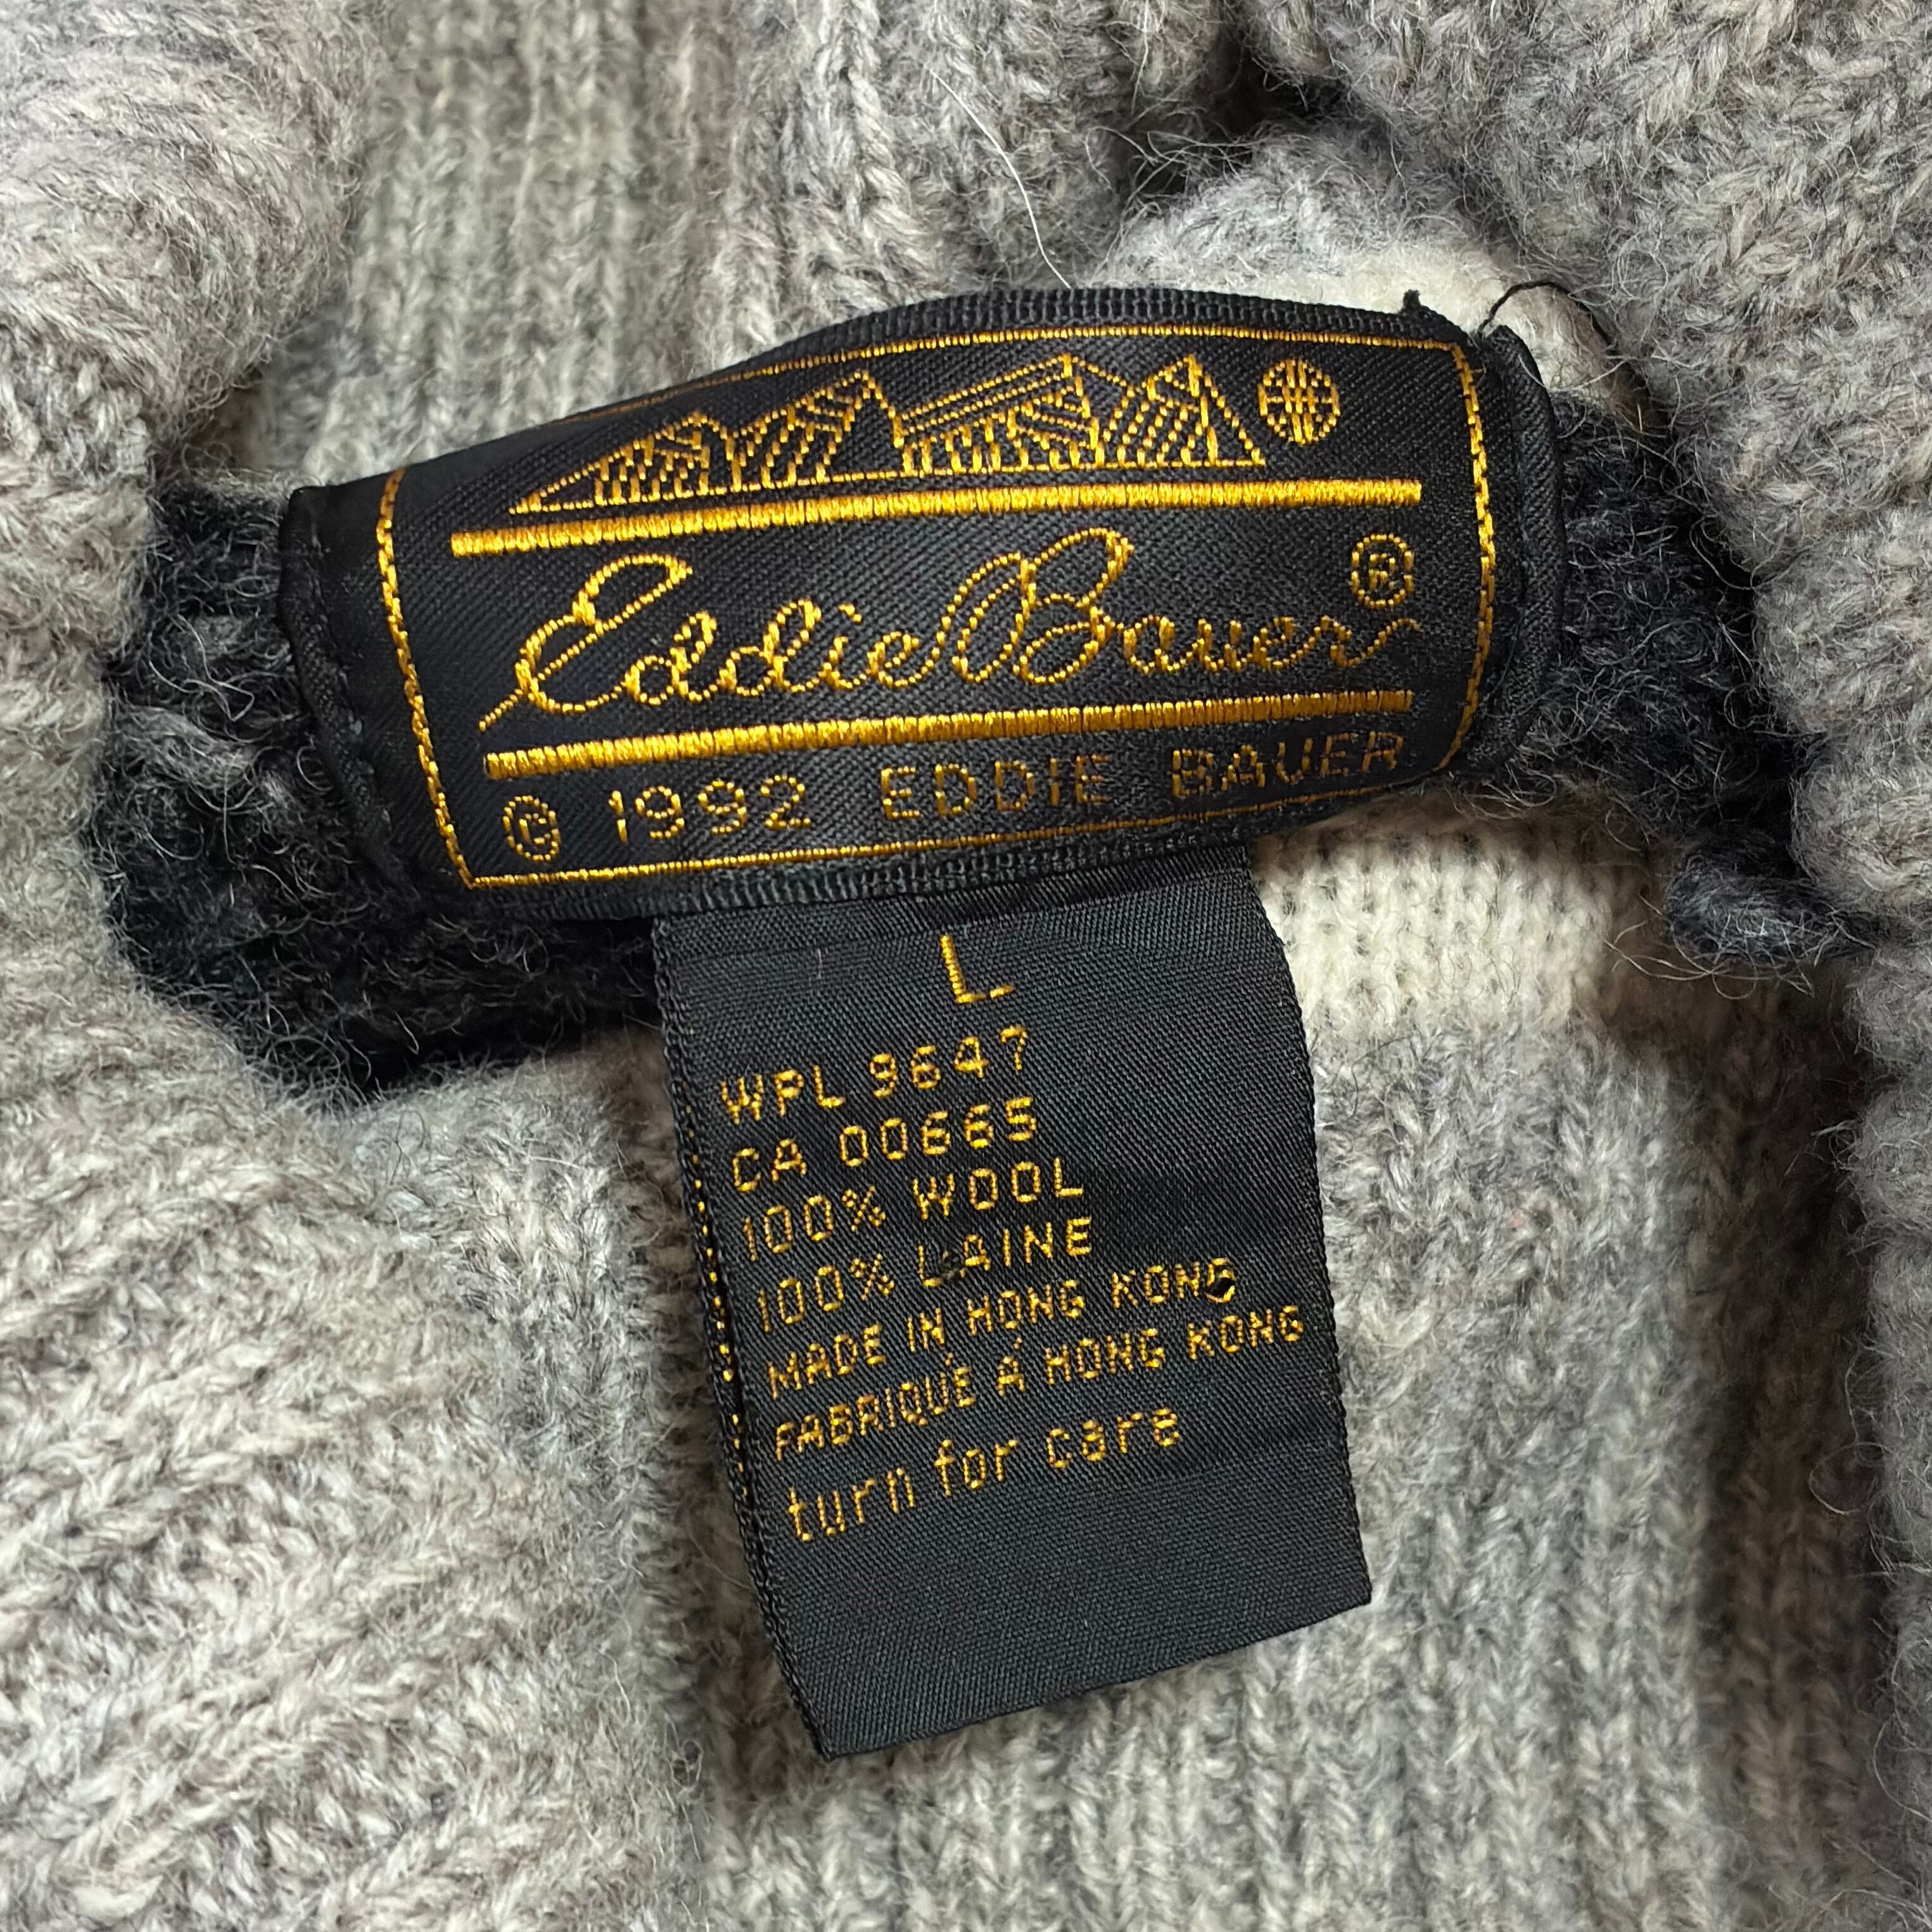 Eddie Bauer®
© 1992 EDDIE BAUER
L
WPL 9647
CA 00665
100% WOOL
100% LAINE
MADE IN HONG KONG
FABRIQUÉ À HONG KONG
turn for care